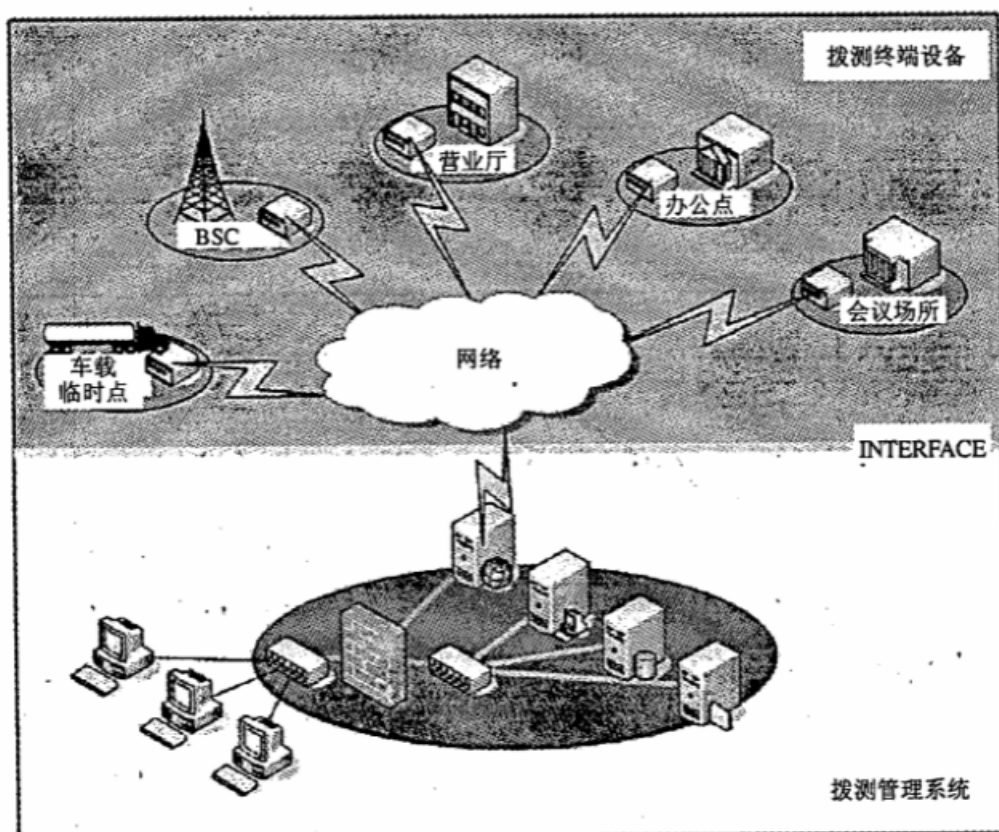 拨测终端设备
营业厅
办公点
BSC
会议场所
车载
临时点
网络
INTERFACE
拨测管理系统